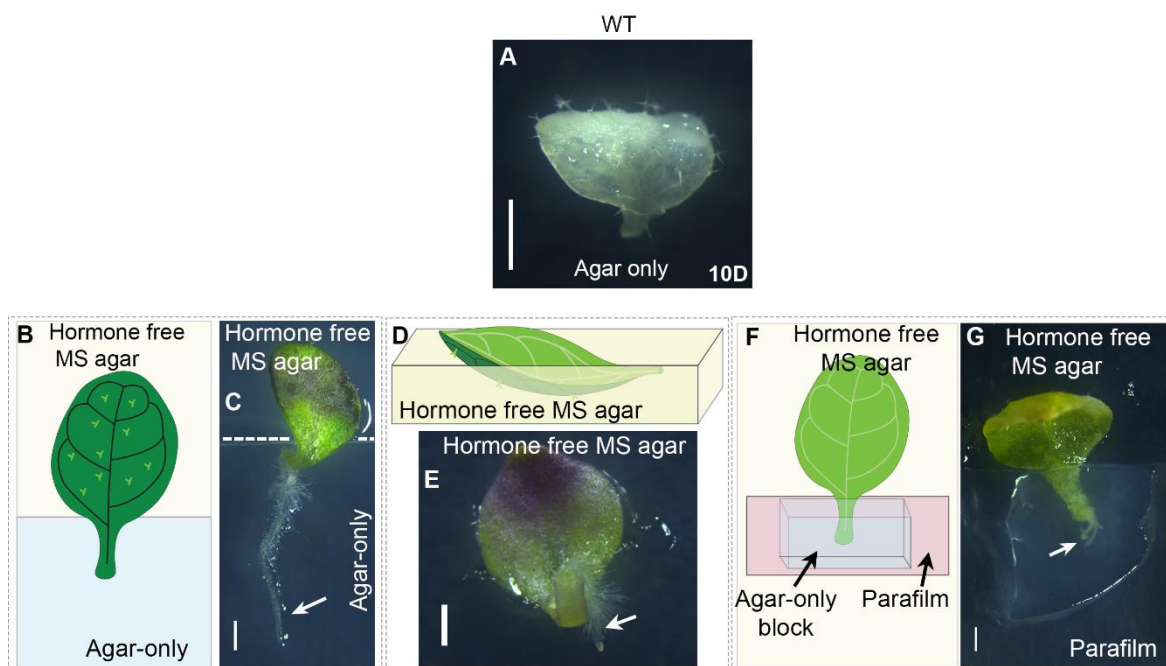 WT
A
Agar only
10D
B
Hormone free
MS agar
Agar-only
C
Hormone free
MS agar
Agar-only
D
Hormone free MS agar
E
Hormone free MS agar
F
Hormone free
MS agar
Agar-only
block
Parafilm
G
Hormone free
MS agar
Parafilm